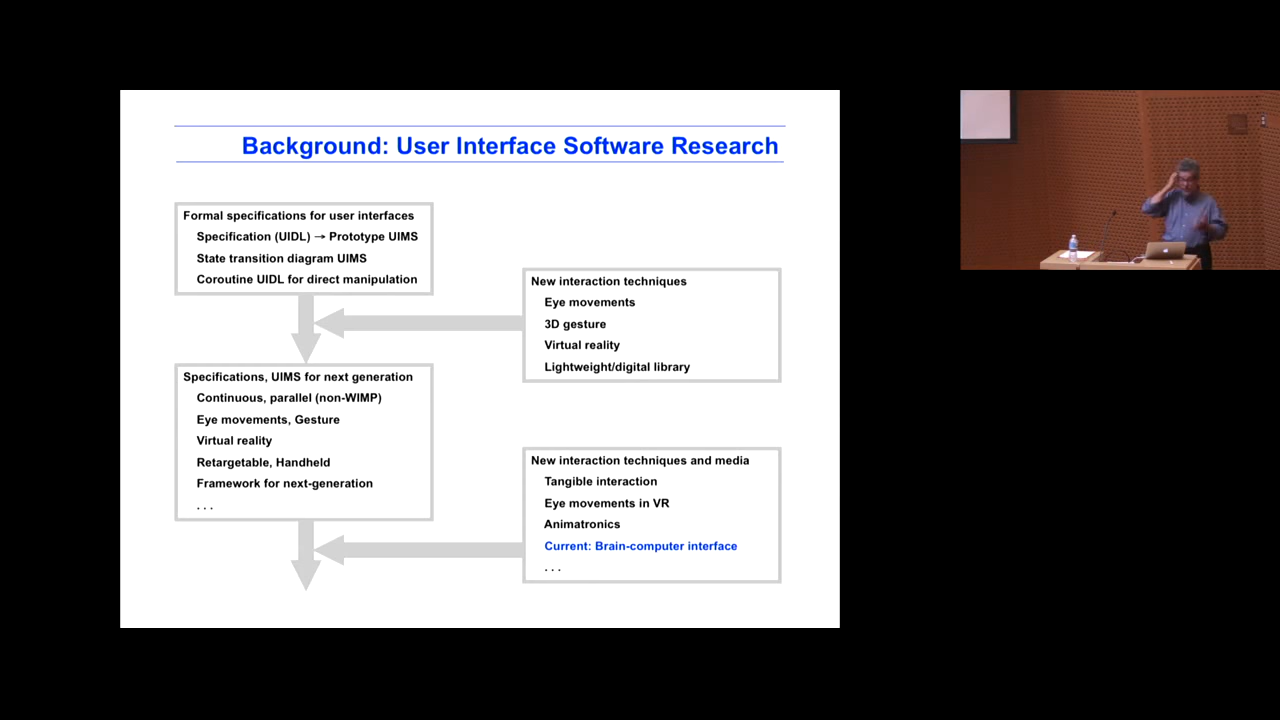 Background: User Interface Software Research
Formal specifications for user interfaces
Specification (UIDL) → Prototype UIMS
State transition diagram UIMS
Coroutine UIDL for direct manipulation
New interaction techniques
Eye movements
3D gesture
Virtual reality
Lightweight/digital library
Specifications, UIMS for next generation
Continuous, parallel (non-WIMP)
Eye movements, Gesture
Virtual reality
Retargetable, Handheld
Framework for next-generation
. . .
New interaction techniques and media
Tangible interaction
Eye movements in VR
Animatronics
Current: Brain-computer interface
. . .